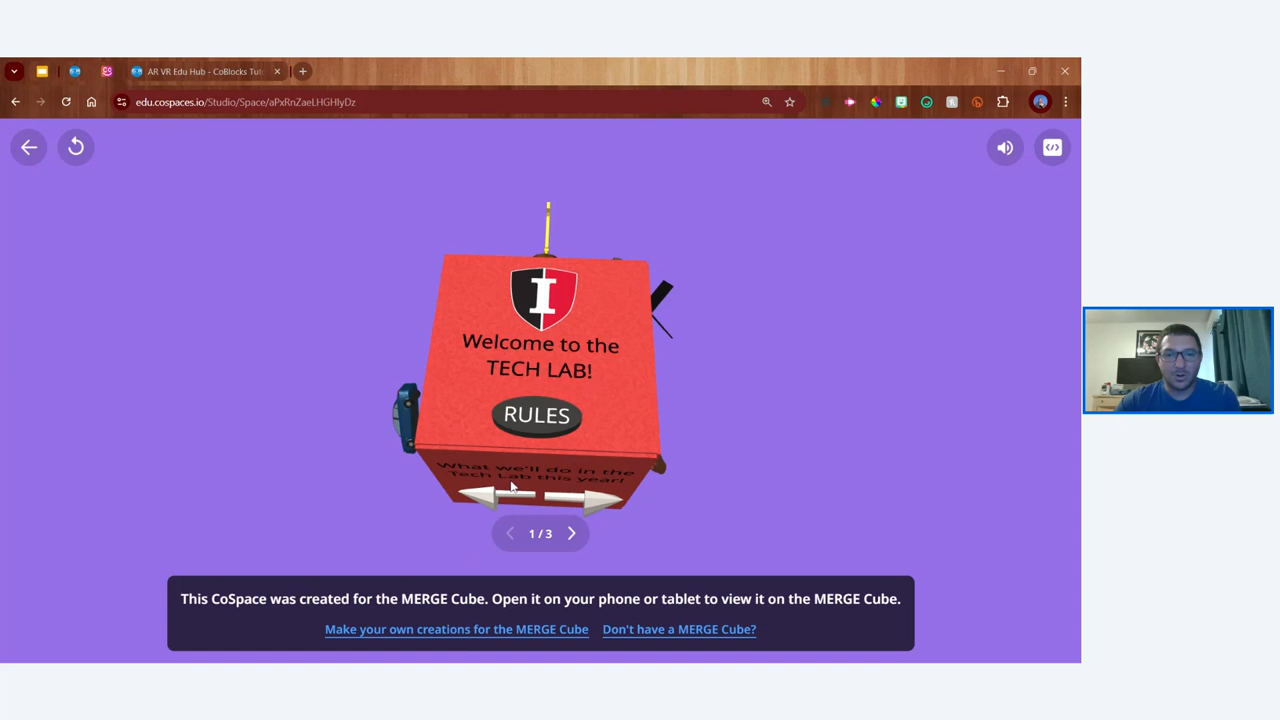 AR VR Edu Hub - CoBlocks Tut
edu.cospaces.io/Studio/Space/aPxRnZaeLHGHlyDz
I
Welcome to the
TECH LAB!
RULES
What we'll do in the
Tech Lab this year!
1 / 3
This CoSpace was created for the MERGE Cube. Open it on your phone or tablet to view it on the MERGE Cube.
Make your own creations for the MERGE Cube Don't have a MERGE Cube?